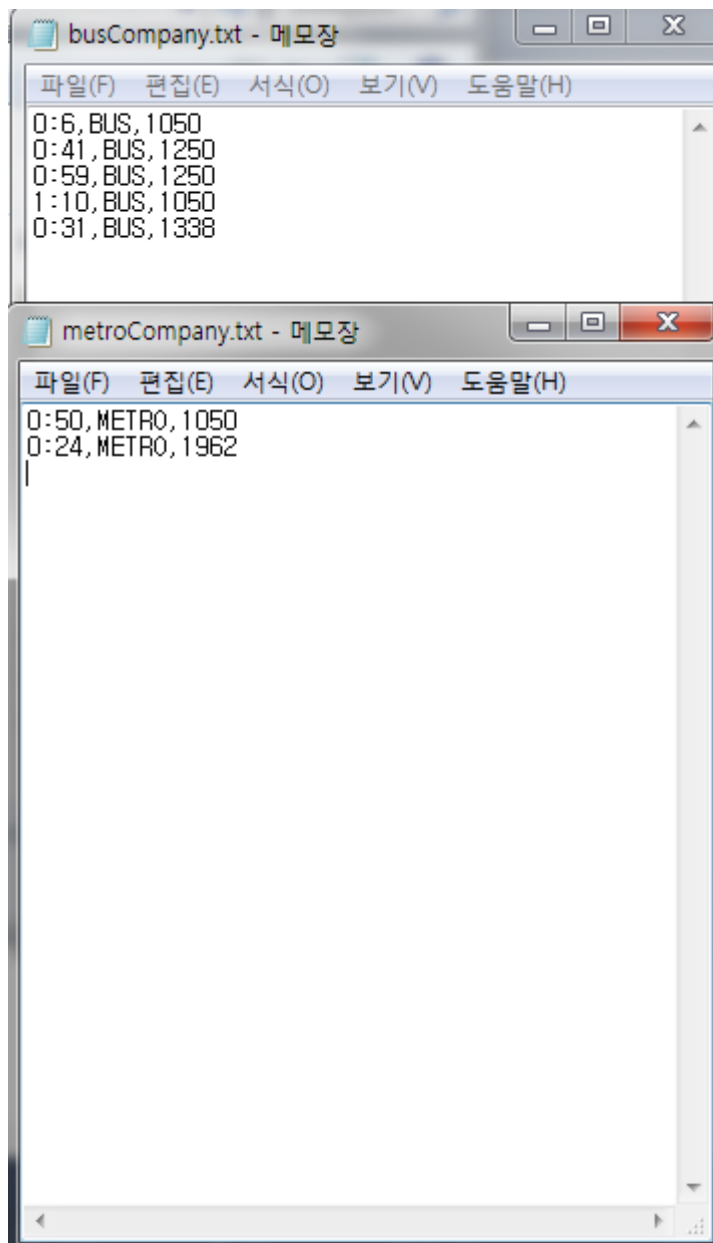 busCompany.txt - 메모장
파일(F) 편집(E) 서식(O) 보기(V) 도움말(H)
0:6,BUS,1050
0:41,BUS,1250
0:59,BUS,1250
1:10,BUS,1050
0:31,BUS,1338
metroCompany.txt - 메모장
파일(F) 편집(E) 서식(O) 보기(V) 도움말(H)
0:50,METRO,1050
0:24,METRO,1962